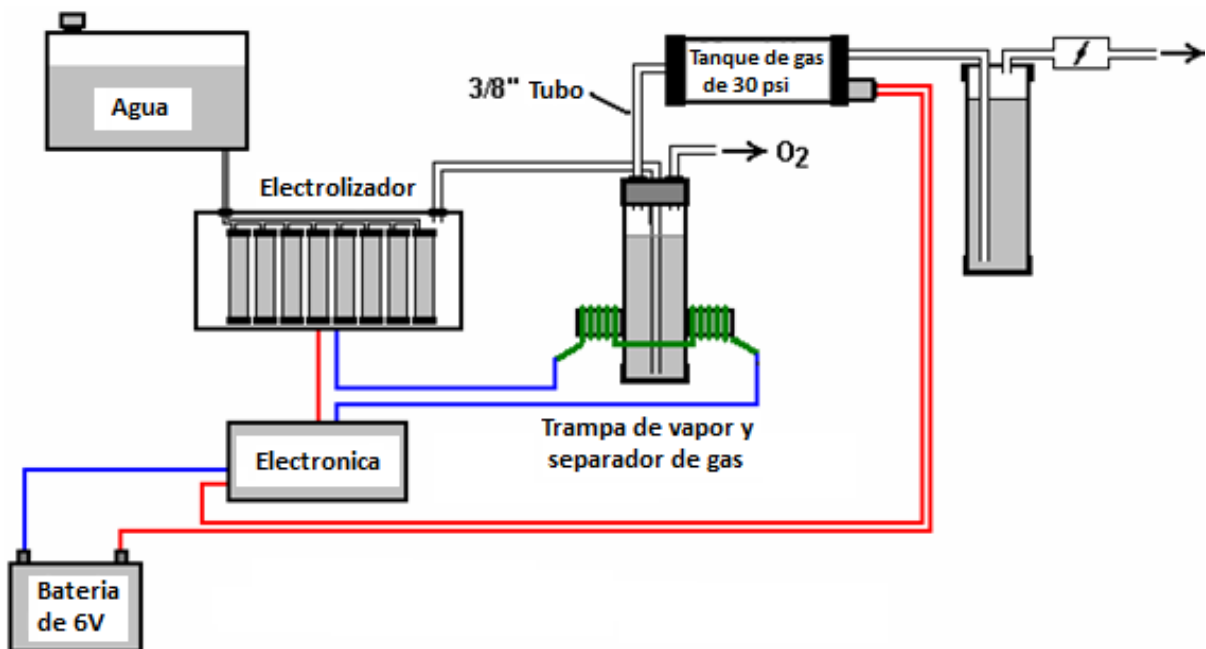 Tanque de gas
de 30 psi
3/8" Tubo
Agua
O2
Electrolizador
Trampa de vapor y
separador de gas
Electronica
Bateria
de 6V